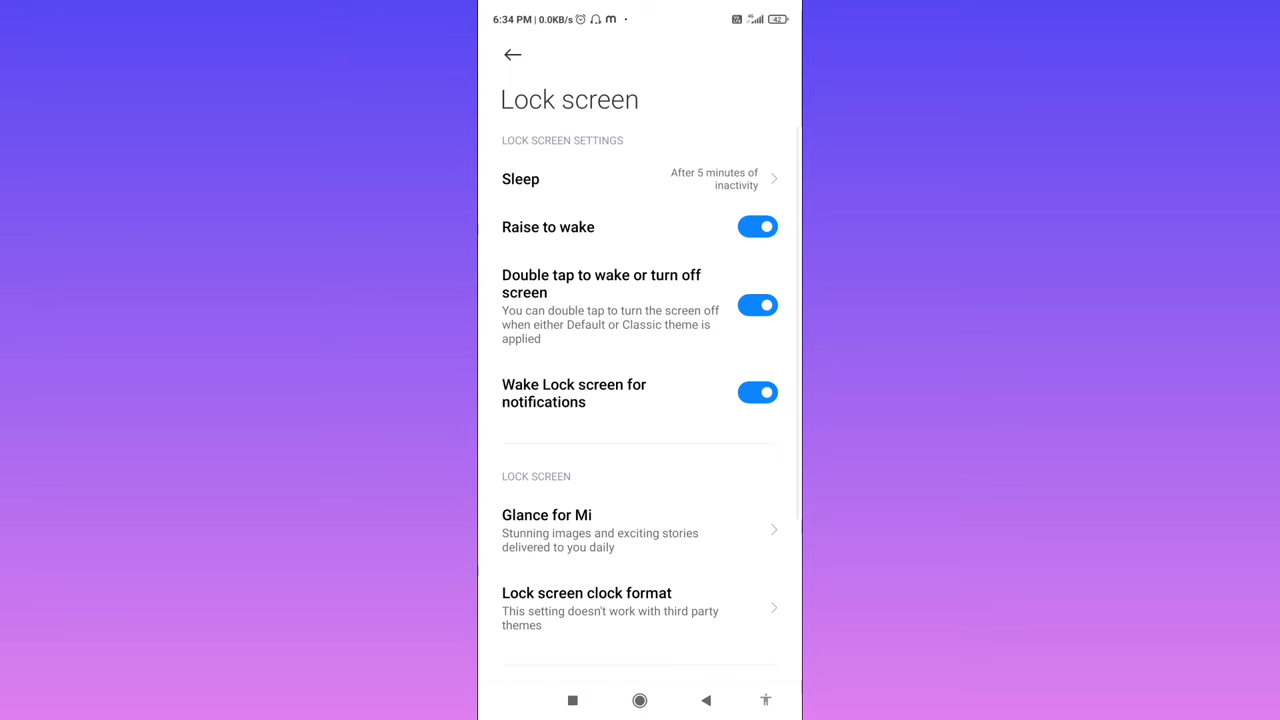 6:34 PM | 0.0KB/s
4G
42
Lock screen
LOCK SCREEN SETTINGS
Sleep
After 5 minutes of
inactivity
Raise to wake
Double tap to wake or turn off
screen
You can double tap to turn the screen off
when either Default or Classic theme is
applied
Wake Lock screen for
notifications
LOCK SCREEN
Glance for Mi
Stunning images and exciting stories
delivered to you daily
Lock screen clock format
This setting doesn't work with third party
themes